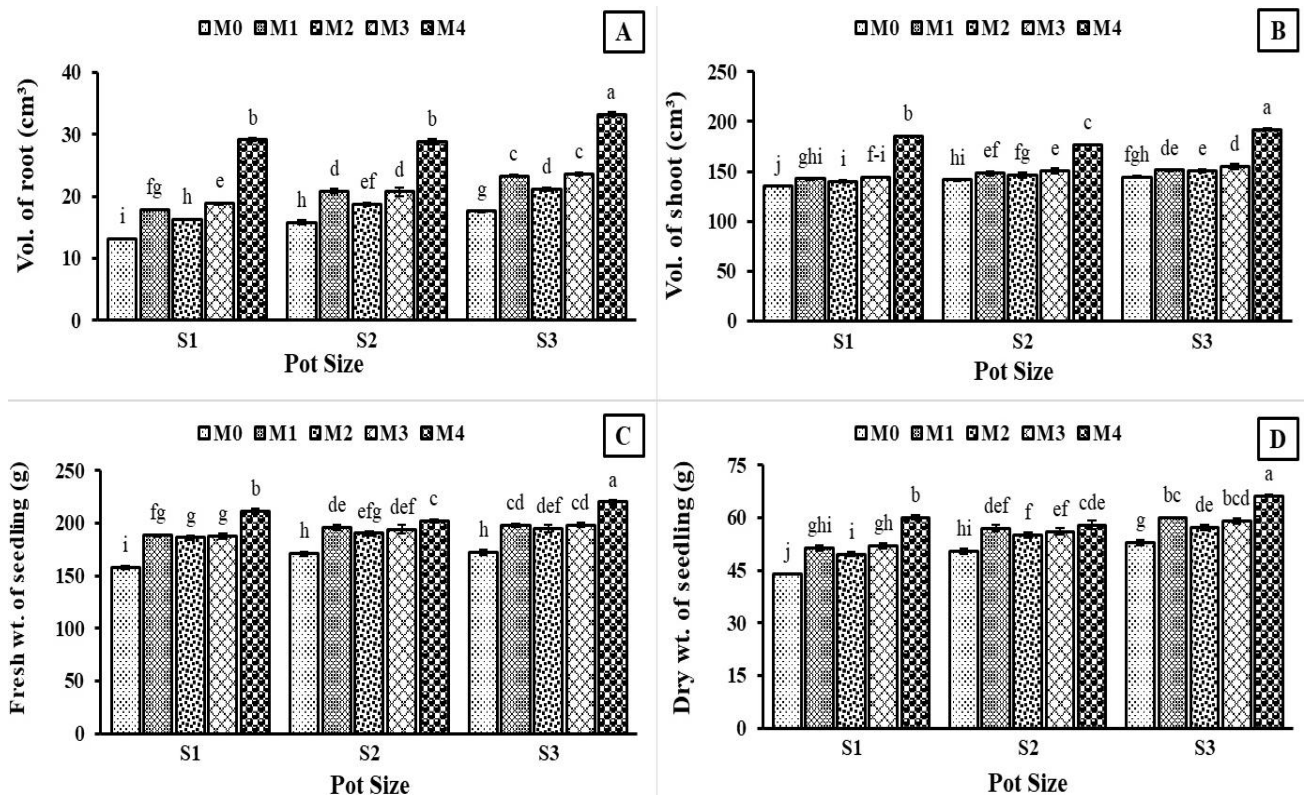 M0 M1 M2 M3 M4
A
Vol. of root (cm³)
40
30
20
10
0
i fg h e b
h d ef d b
g c d c a
S1 S2 S3
Pot Size
M0 M1 M2 M3 M4
B
Vol. of shoot (cm³)
250
200
150
100
50
0
j ghi i f-i b
hi ef fg e c
fgh de e d a
S1 S2 S3
Pot Size
M0 M1 M2 M3 M4
C
Fresh wt. of seedling (g)
250
200
150
100
50
0
i fg g g b
h de efg def c
h cd def cd a
S1 S2 S3
Pot Size
M0 M1 M2 M3 M4
D
Dry wt. of seedling (g)
75
60
45
30
15
0
j ghi i gh b
hi def f ef cde
g bc de bcd a
S1 S2 S3
Pot Size